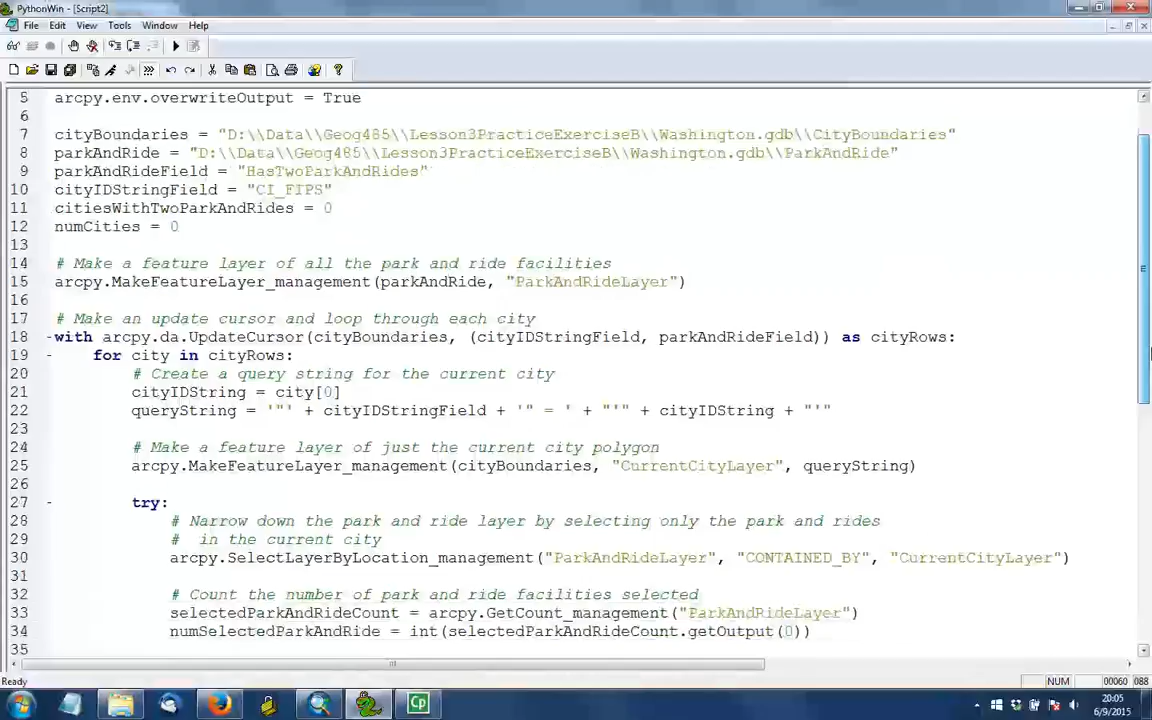 PythonWin - [Script2]
File Edit View Tools Window Help
5 arcpy.env.overwriteOutput = True
6
7 cityBoundaries = "D:\\Data\\Geog485\\Lesson3PracticeExerciseB\\Washington.gdb\\CityBoundaries"
8 parkAndRide = "D:\\Data\\Geog485\\Lesson3PracticeExerciseB\\Washington.gdb\\ParkAndRide"
9 parkAndRideField = "HasTwoParkAndRides"
10 cityIDStringField = "CI_FIPS"
11 citiesWithTwoParkAndRides = 0
12 numCities = 0
13
14 # Make a feature layer of all the park and ride facilities
15 arcpy.MakeFeatureLayer_management(parkAndRide, "ParkAndRideLayer")
16
17 # Make an update cursor and loop through each city
18 -with arcpy.da.UpdateCursor(cityBoundaries, (cityIDStringField, parkAndRideField)) as cityRows:
19 - for city in cityRows:
20 # Create a query string for the current city
21 cityIDString = city[0]
22 queryString = '"' + cityIDStringField + '" = ' + "'" + cityIDString + "'"
23
24 # Make a feature layer of just the current city polygon
25 arcpy.MakeFeatureLayer_management(cityBoundaries, "CurrentCityLayer", queryString)
26
27 - try:
28 # Narrow down the park and ride layer by selecting only the park and rides
29 # in the current city
30 arcpy.SelectLayerByLocation_management("ParkAndRideLayer", "CONTAINED_BY", "CurrentCityLayer")
31
32 # Count the number of park and ride facilities selected
33 selectedParkAndRideCount = arcpy.GetCount_management("ParkAndRideLayer")
34 numSelectedParkAndRide = int(selectedParkAndRideCount.getOutput(0))
35
Ready NUM 00060 088
Cp 20:05
6/9/2015